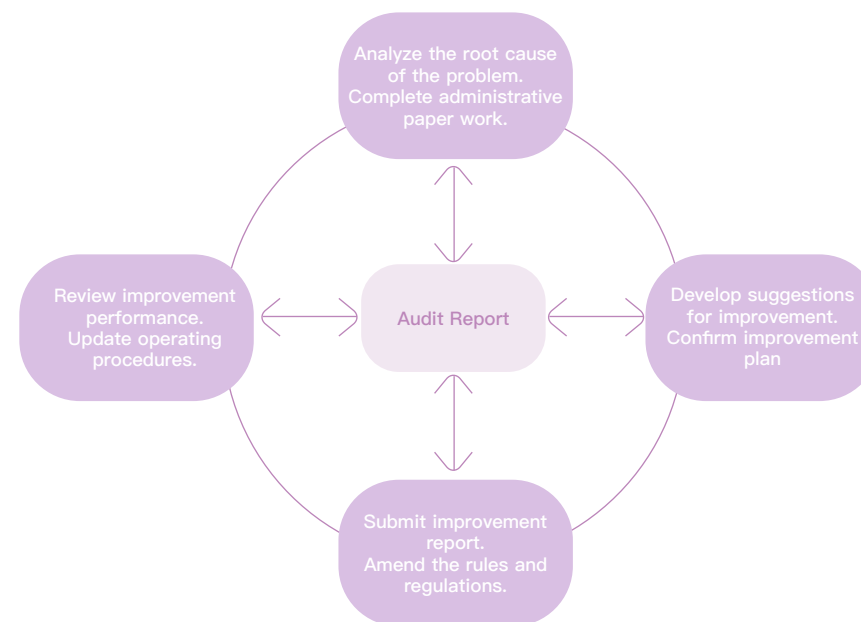 Analyze the root cause
of the problem.
Complete administrative
paper work.
Review improvement
performance.
Update operating
procedures.
Audit Report
Develop suggestions
for improvement.
Confirm improvement
plan
Submit improvement
report.
Amend the rules and
regulations.